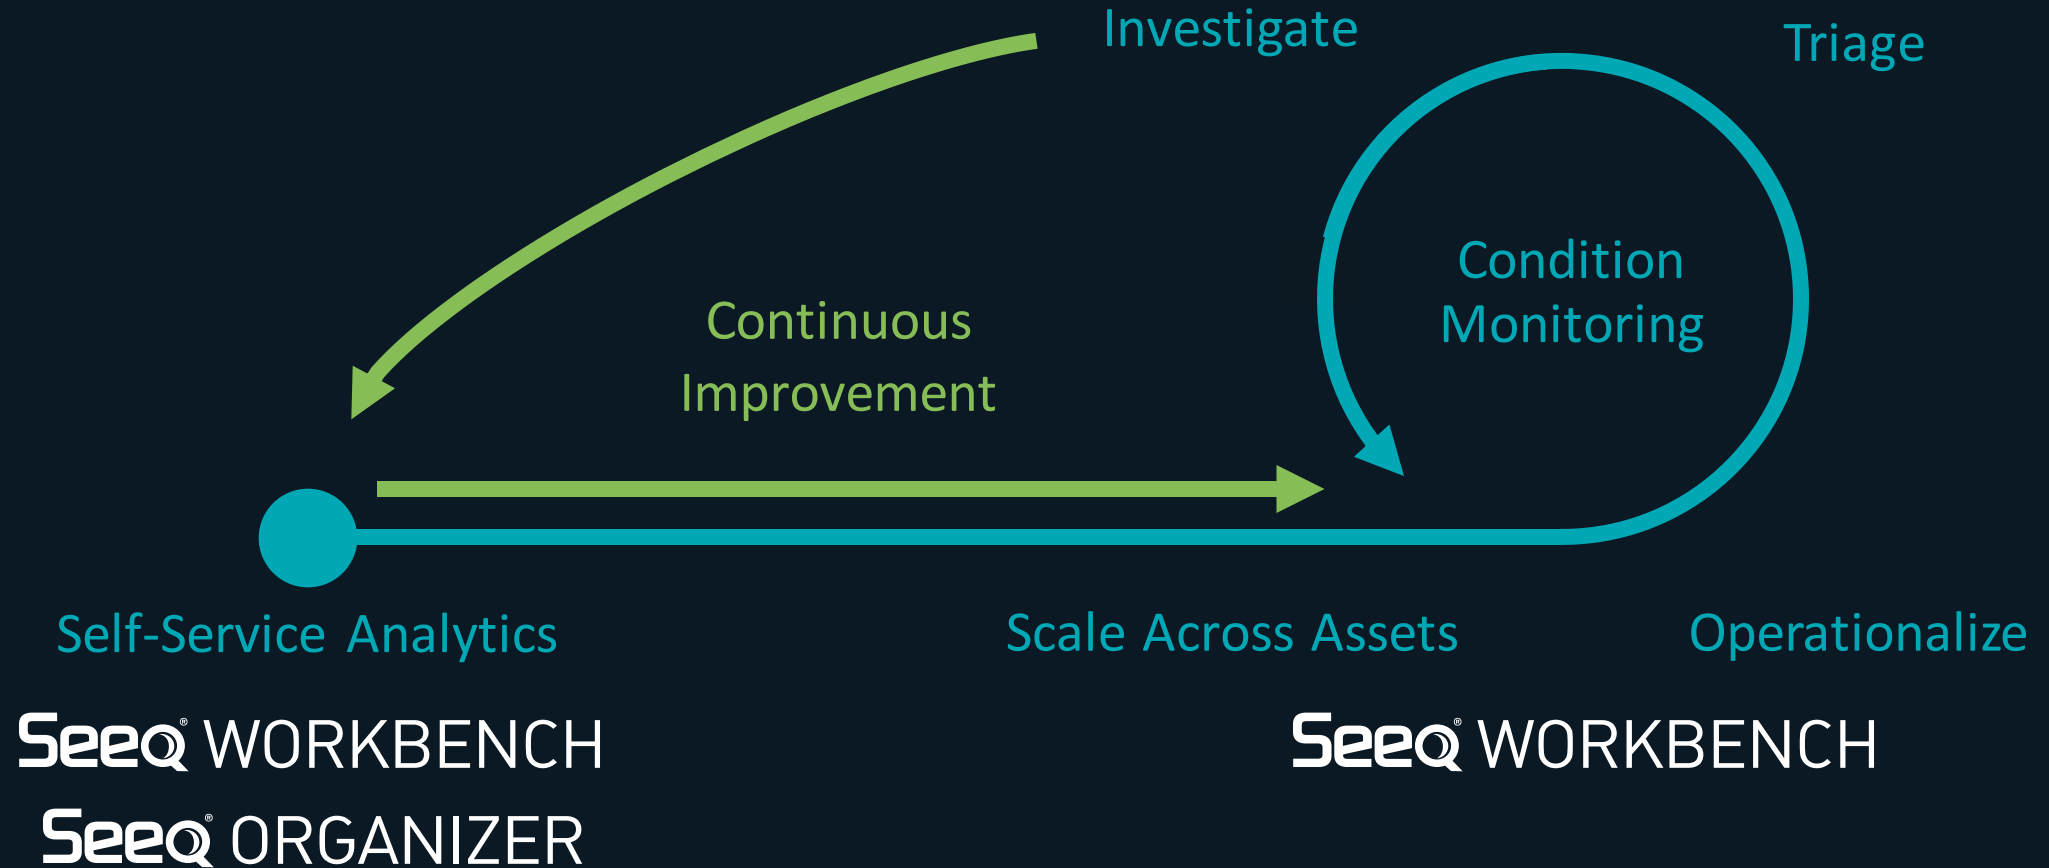 Investigate
Triage
Condition
Monitoring
Continuous
Improvement
Self-Service Analytics
Scale Across Assets
Operationalize
Seeq® WORKBENCH
Seeq® WORKBENCH
Seeq® ORGANIZER